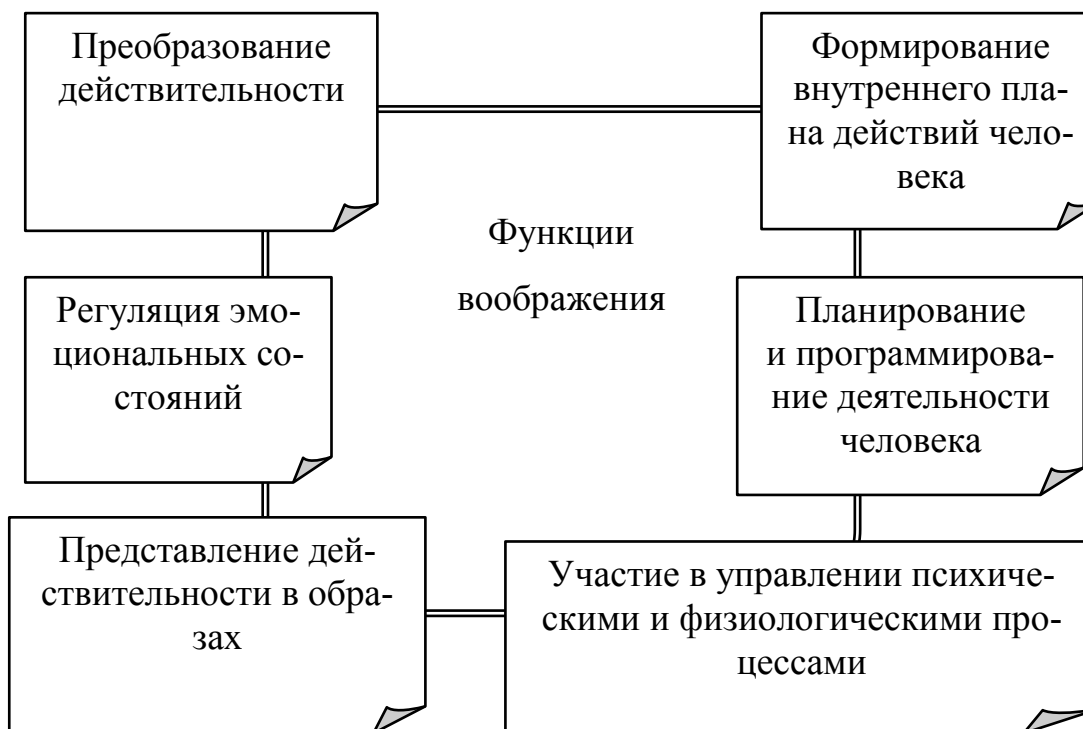 Преобразование
действительности
Формирование
внутреннего пла-
на действий чело-
века
Функции
воображения
Регуляция эмо-
циональных со-
стояний
Планирование
и программирова-
ние деятельности
человека
Представление дей-
ствительности в обра-
зах
Участие в управлении психиче-
скими и физиологическими про-
цессами